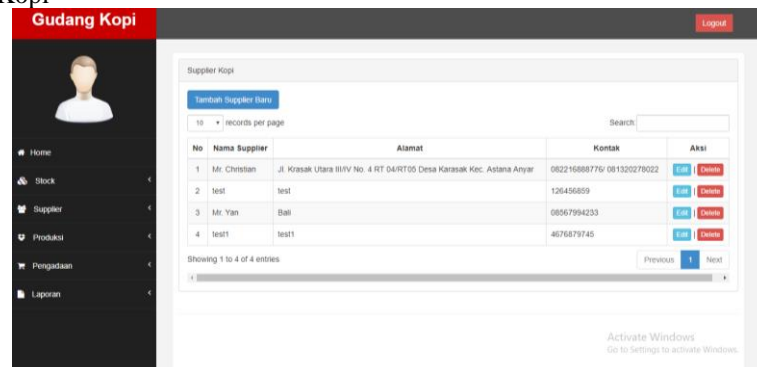 Kopi
Gudang Kopi
Logout
Supplier Kopi
Tambah Supplier Baru
10 records per page
Search:
No Nama Supplier Alamat Kontak Aksi
1 Mr. Christian Jl. Krasak Utara III/IV No. 4 RT 04/RT05 Desa Karasak Kec. Astana Anyar 082216888776/ 081320278022 Edit | Delete
2 test test 126456859 Edit | Delete
3 Mr. Yan Bali 08567994233 Edit | Delete
4 test1 test1 4676879745 Edit | Delete
Showing 1 to 4 of 4 entries
Previous 1 Next
Home
Stock
Supplier
Produksi
Pengadaan
Laporan
Activate Windows
Go to Settings to activate Windows.